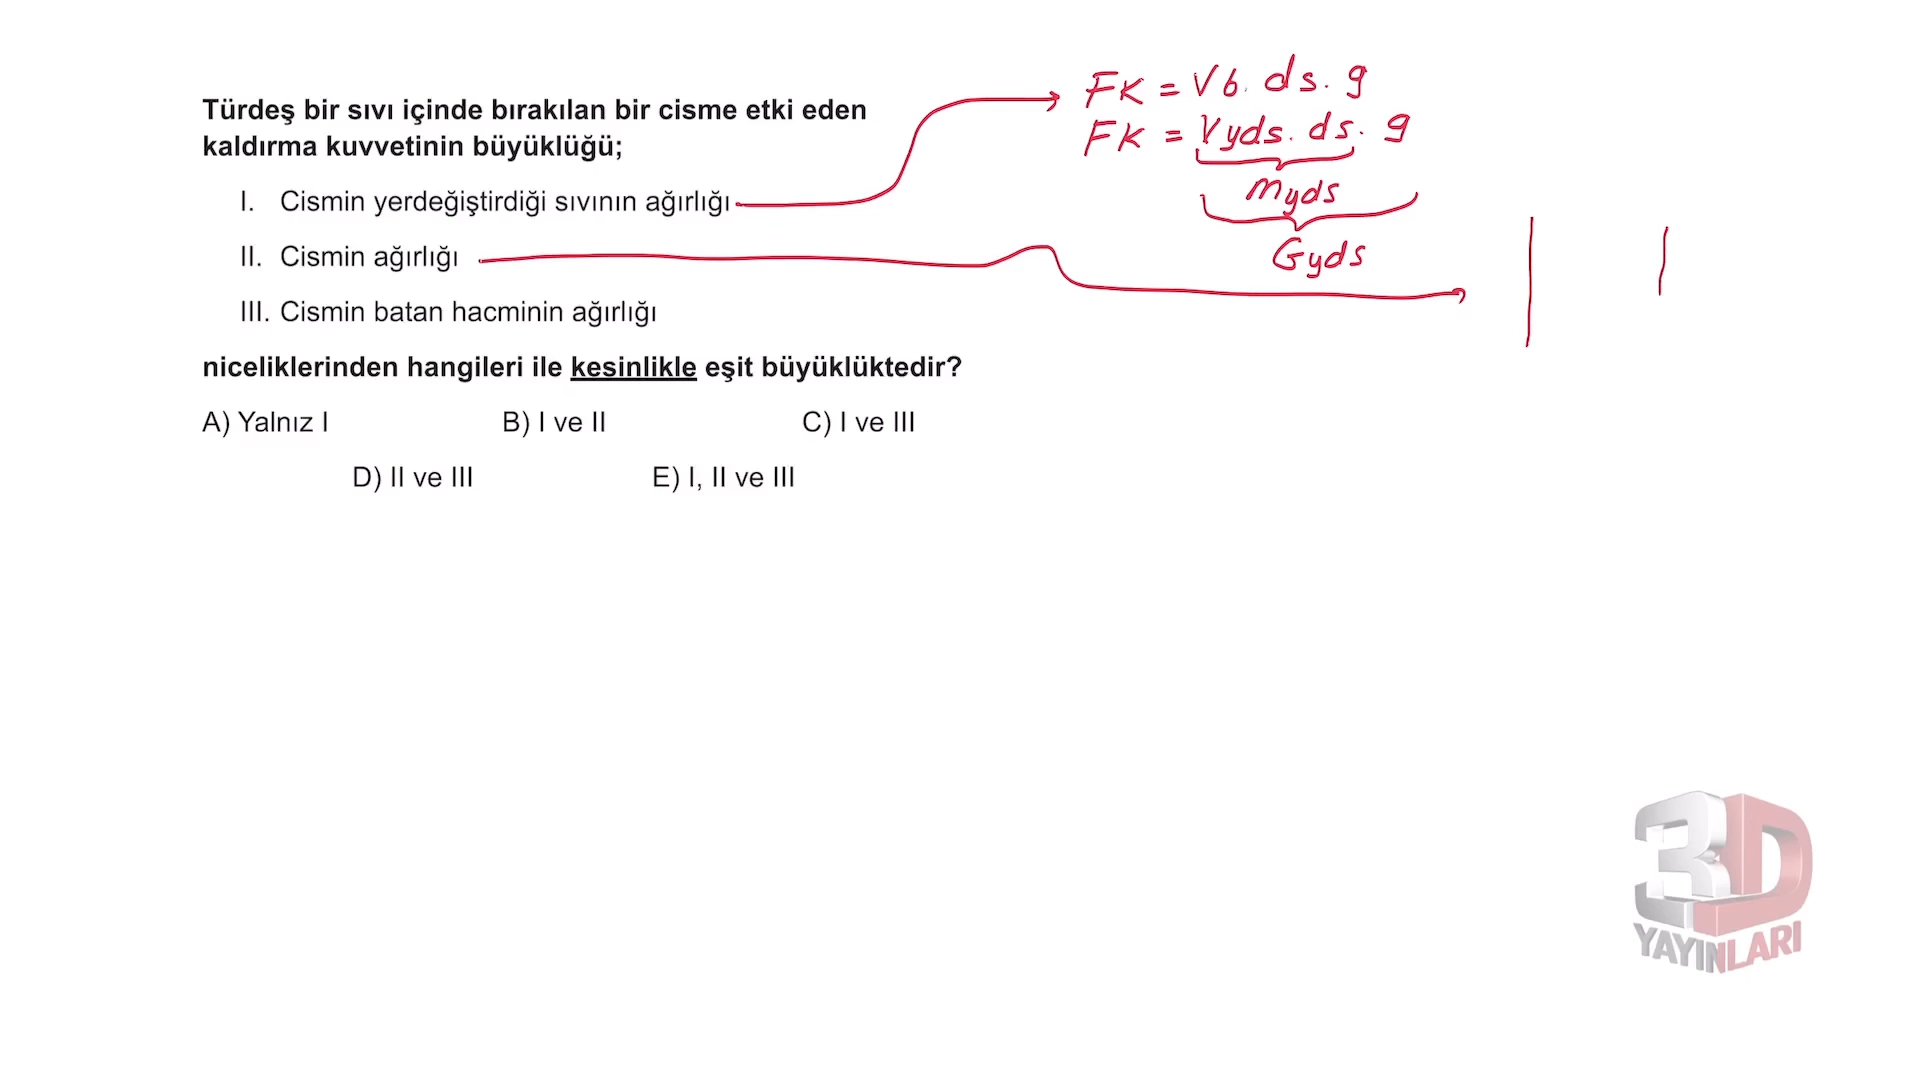 Türdeş bir sıvı içinde bırakılan bir cisme etki eden
kaldırma kuvvetinin büyüklüğü;
I. Cismin yerdeğiştirdiği sıvının ağırlığı
II. Cismin ağırlığı
III. Cismin batan hacminin ağırlığı
niceliklerinden hangileri ile kesinlikle eşit büyüklüktedir?
A) Yalnız I B) I ve II C) I ve III
D) II ve III E) I, II ve III
FK = Vb. ds. g
FK = Vyds. ds. g
myds
Gyds
3D
YAYINLARI